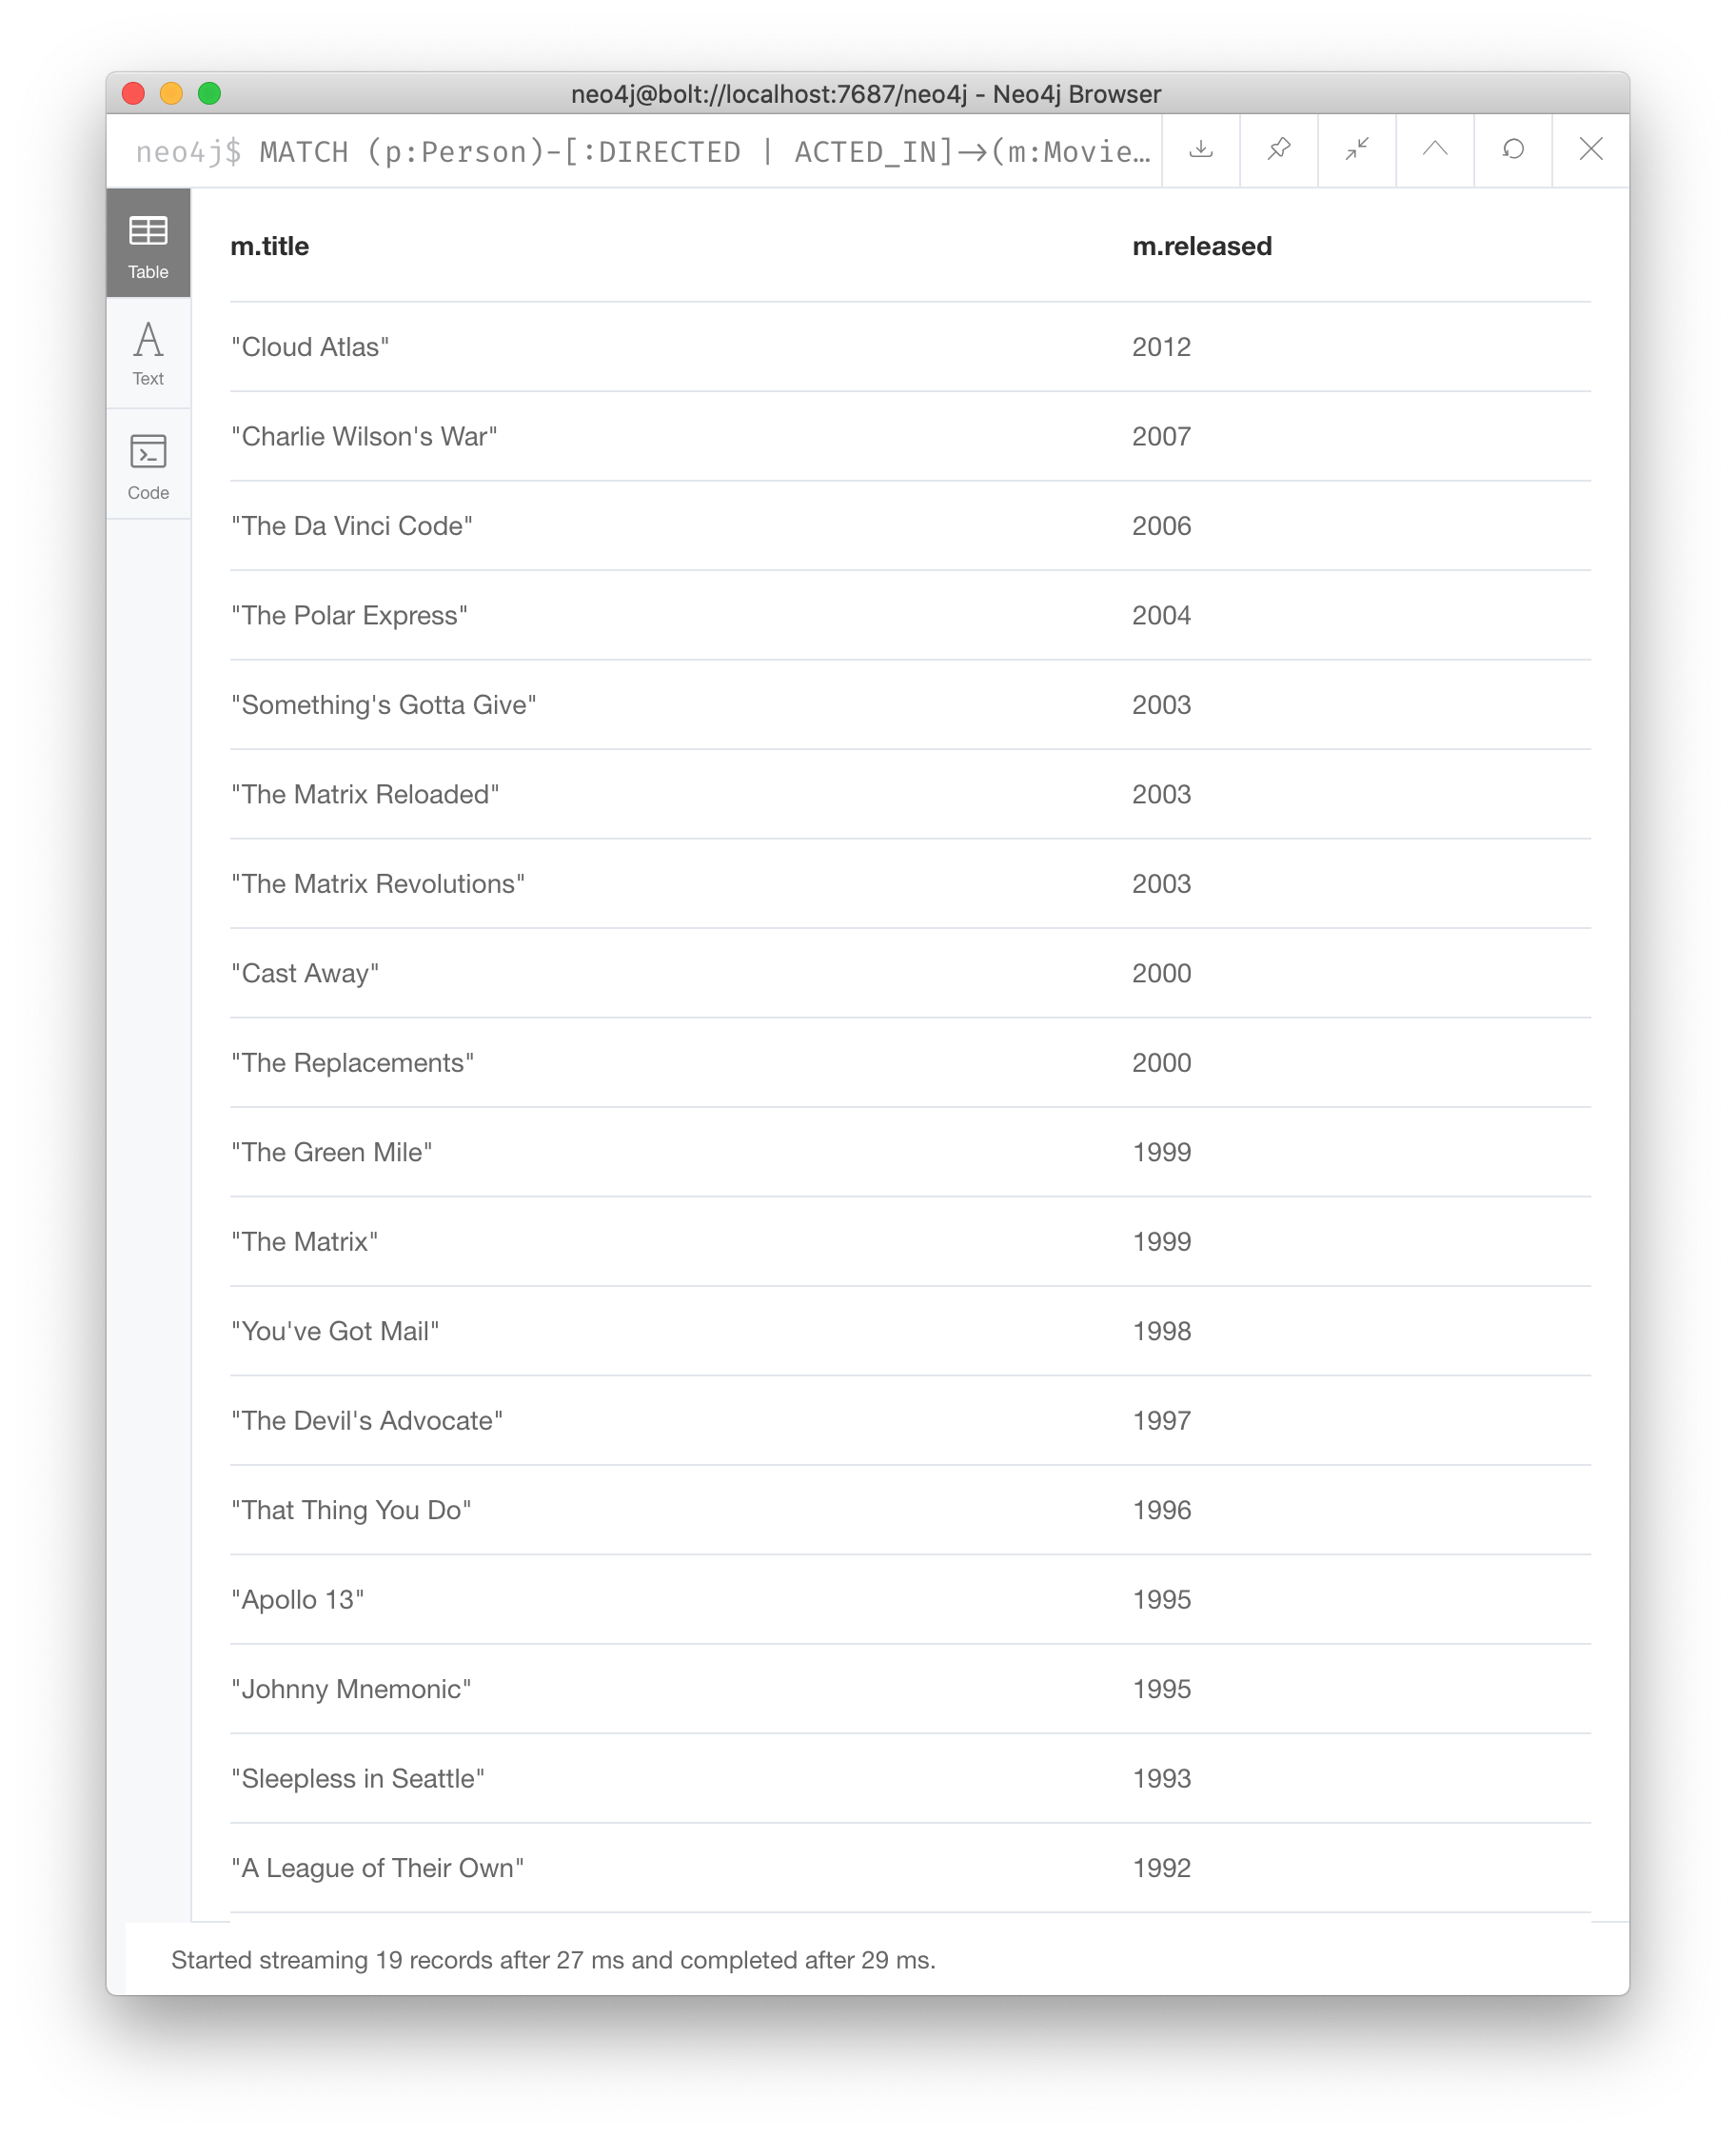 neo4j@bolt://localhost:7687/neo4j - Neo4j Browser
neo4j$ MATCH (p:Person)-[:DIRECTED | ACTED_IN]->(m:Movie…
Table
Text
Code
m.title m.released
"Cloud Atlas" 2012
"Charlie Wilson's War" 2007
"The Da Vinci Code" 2006
"The Polar Express" 2004
"Something's Gotta Give" 2003
"The Matrix Reloaded" 2003
"The Matrix Revolutions" 2003
"Cast Away" 2000
"The Replacements" 2000
"The Green Mile" 1999
"The Matrix" 1999
"You've Got Mail" 1998
"The Devil's Advocate" 1997
"That Thing You Do" 1996
"Apollo 13" 1995
"Johnny Mnemonic" 1995
"Sleepless in Seattle" 1993
"A League of Their Own" 1992
Started streaming 19 records after 27 ms and completed after 29 ms.